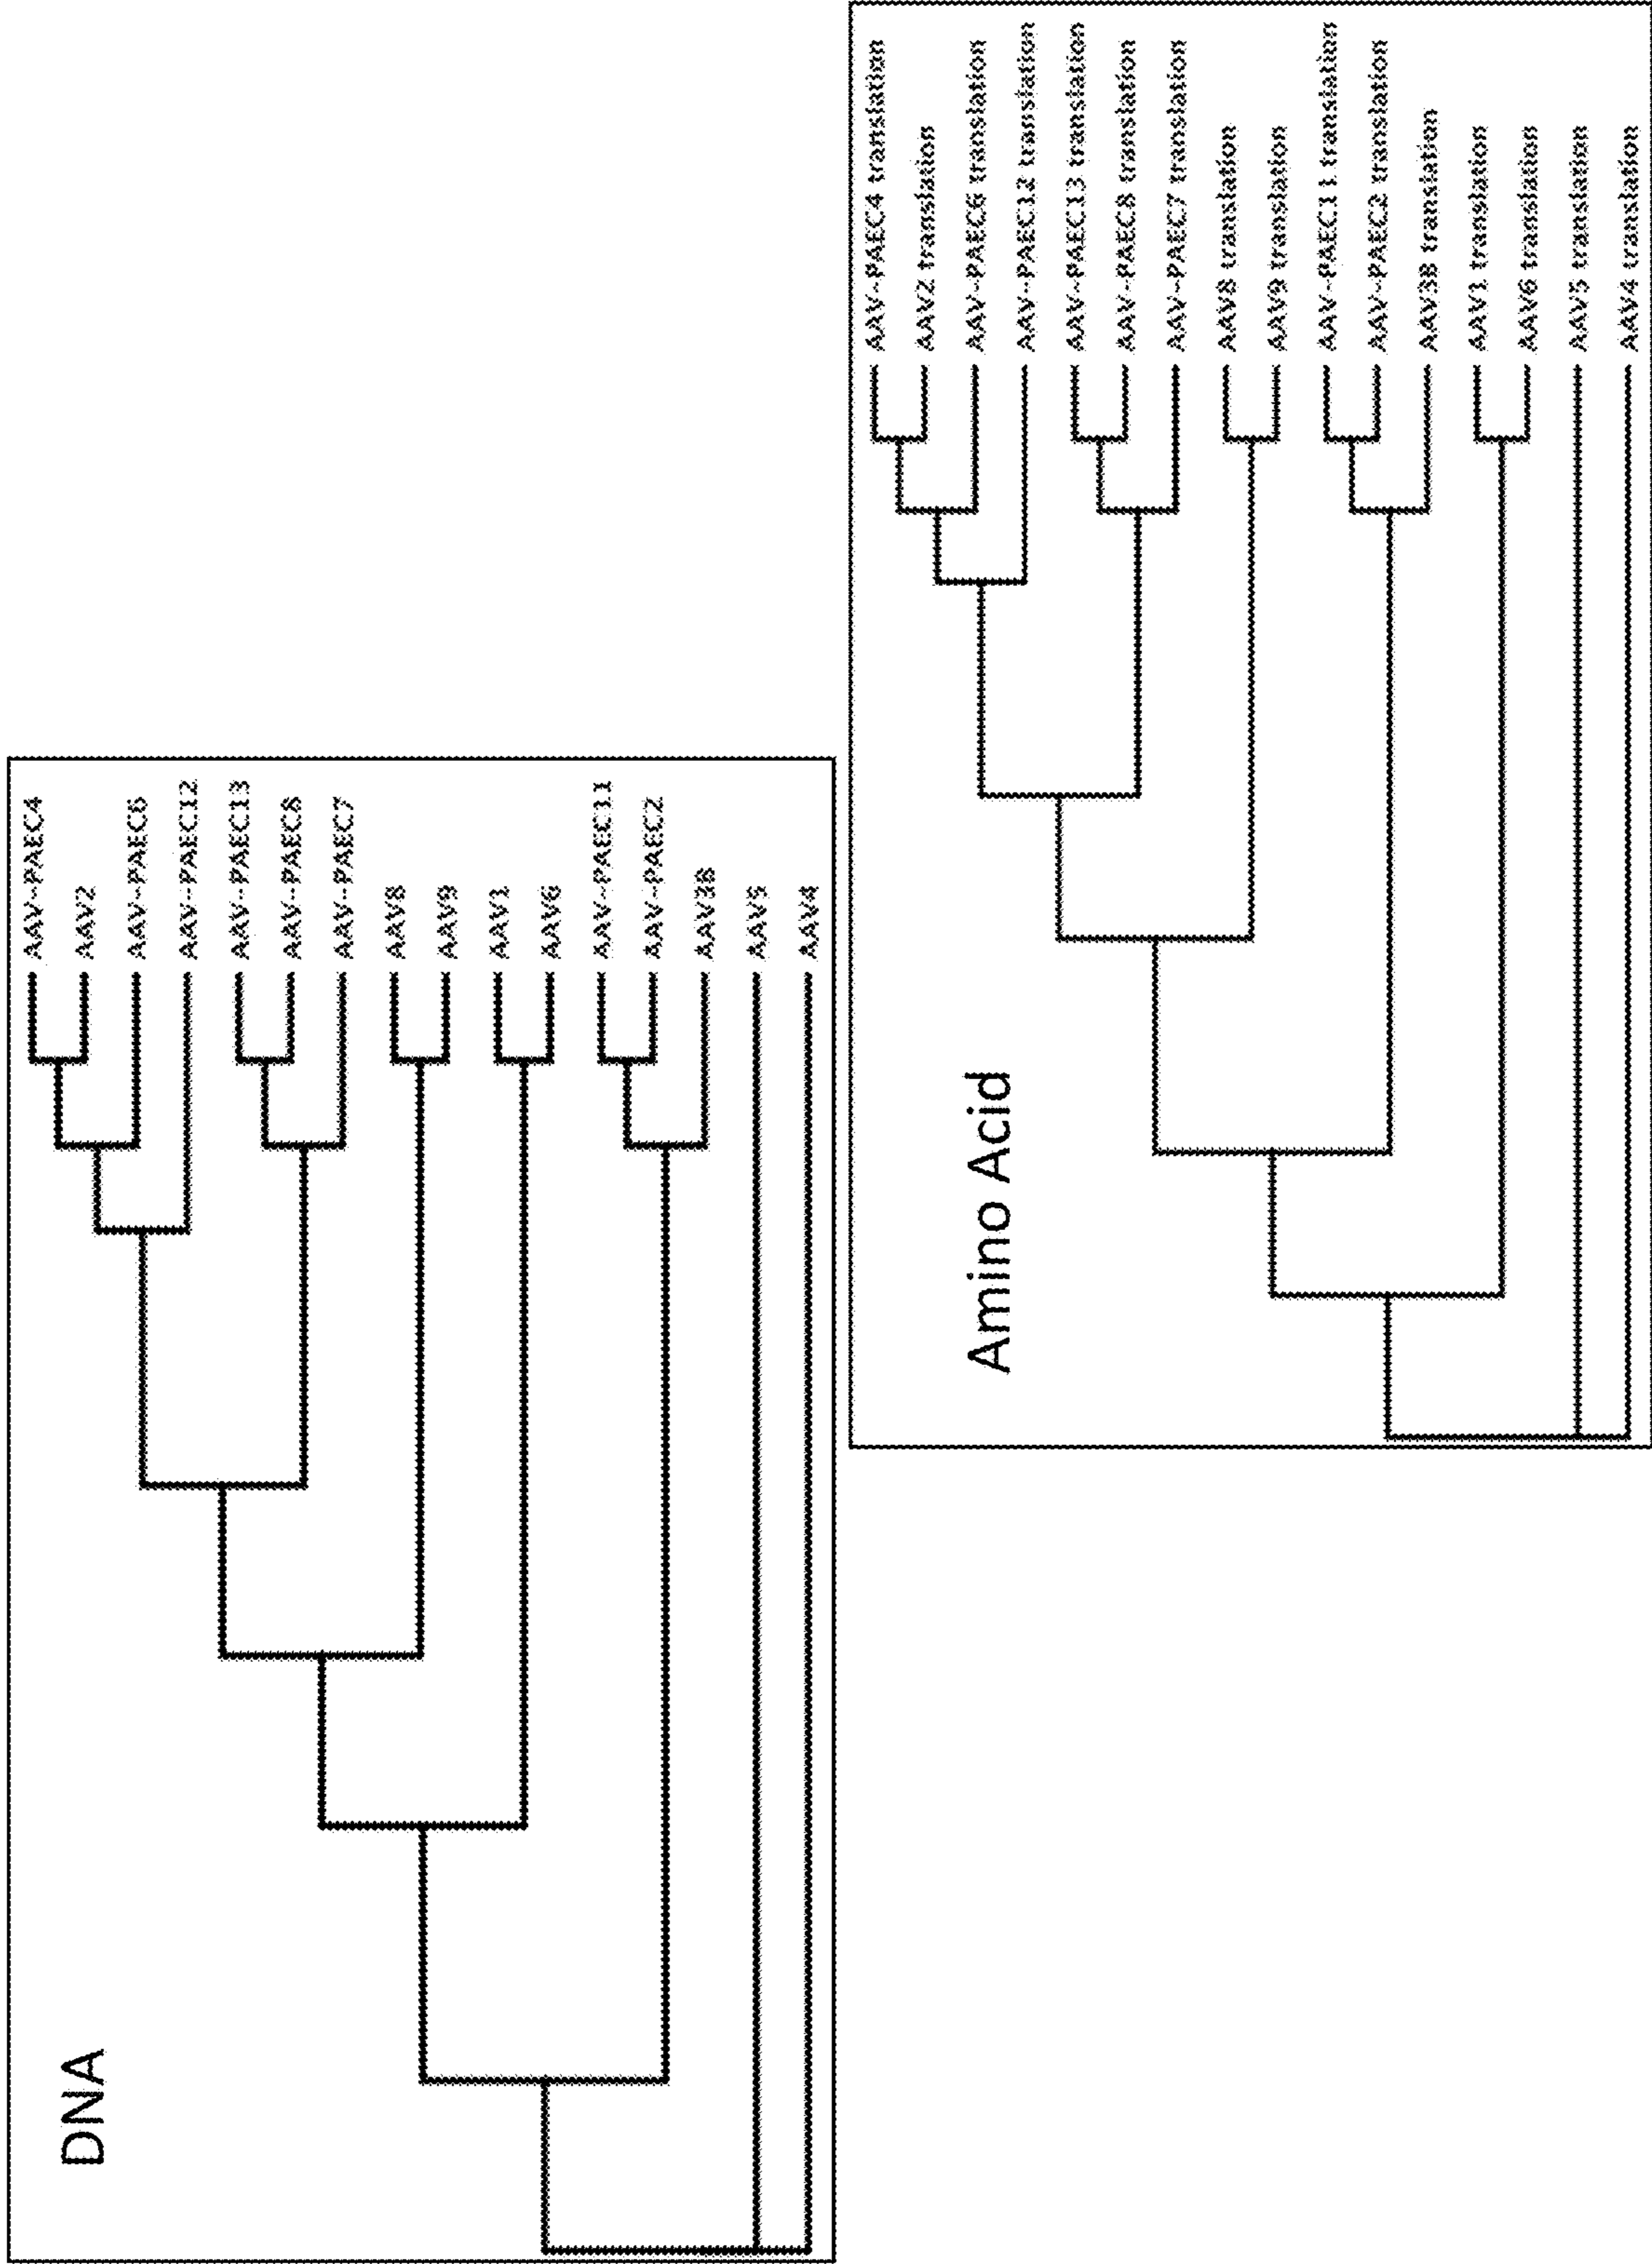 DNA
AAV-PAEC4
AAV2
AAV-PAEC6
AAV-PAEC12
AAV-PAEC13
AAV-PAEC8
AAV-PAEC7
AAV8
AAV9
AAV1
AAV6
AAV-PAEC11
AAV-PAEC2
AAV3B
AAV5
AAV4
Amino Acid
AAV-PAEC4 translation
AAV2 translation
AAV-PAEC6 translation
AAV-PAEC12 translation
AAV-PAEC13 translation
AAV-PAEC8 translation
AAV-PAEC7 translation
AAV8 translation
AAV9 translation
AAV-PAEC11 translation
AAV-PAEC2 translation
AAV3B translation
AAV1 translation
AAV6 translation
AAV5 translation
AAV4 translation